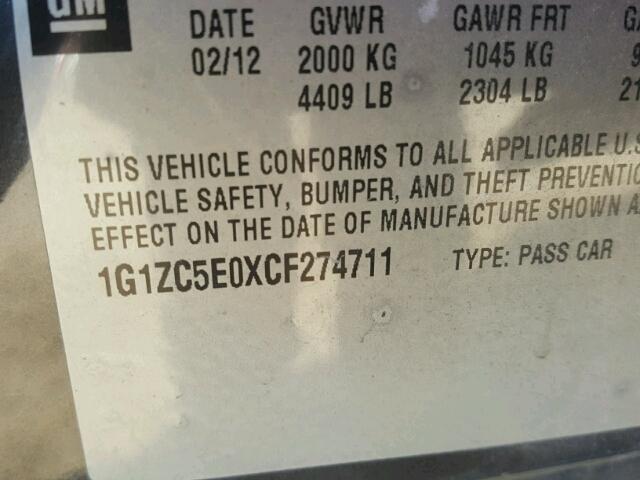 GM
DATE GVWR GAWR FRT
02/12 2000 KG 1045 KG
4409 LB 2304 LB
THIS VEHICLE CONFORMS TO ALL APPLICABLE U.S
VEHICLE SAFETY, BUMPER, AND THEFT PREVENTIO
EFFECT ON THE DATE OF MANUFACTURE SHOWN A
1G1ZC5E0XCF274711 TYPE: PASS CAR